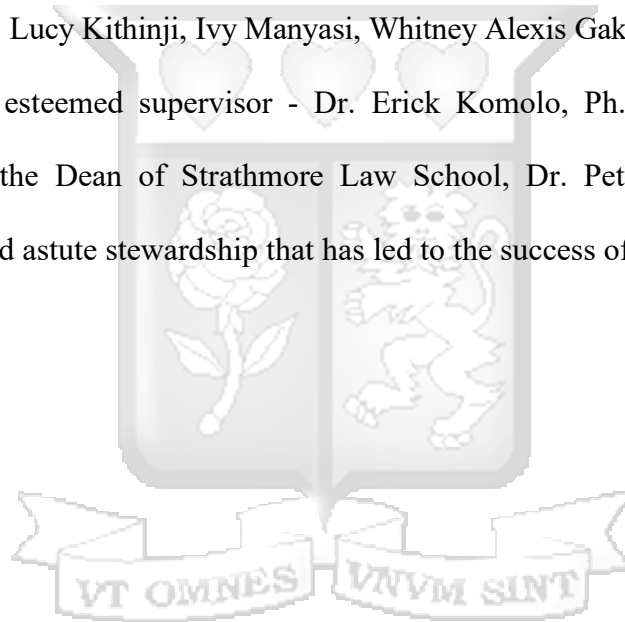 Lucy Kithinji, Ivy Manyasi, Whitney Alexis Gak
esteemed supervisor - Dr. Erick Komolo, Ph.
the Dean of Strathmore Law School, Dr. Pet
d astute stewardship that has led to the success of
VT OMNES VNVM SINT